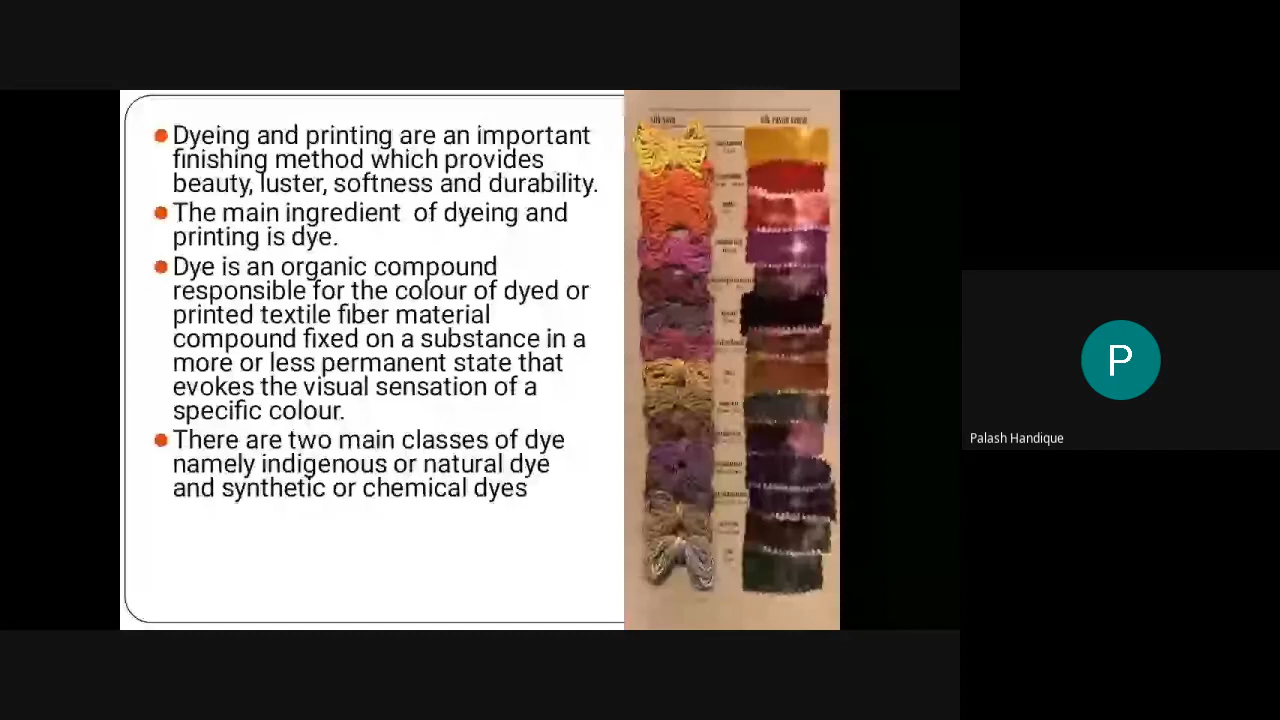 Dyeing and printing are an important
finishing method which provides
beauty, luster, softness and durability.
The main ingredient of dyeing and
printing is dye.
Dye is an organic compound
responsible for the colour of dyed or
printed textile fiber material
compound fixed on a substance in a
more or less permanent state that
evokes the visual sensation of a
specific colour.
There are two main classes of dye
namely indigenous or natural dye
and synthetic or chemical dyes
P
Palash Handique